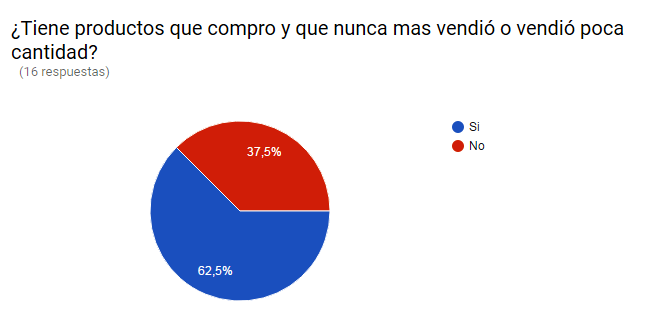 ¿Tiene productos que compro y que nunca mas vendió o vendió poca
cantidad?
(16 respuestas)
Si
No
37,5%
62,5%